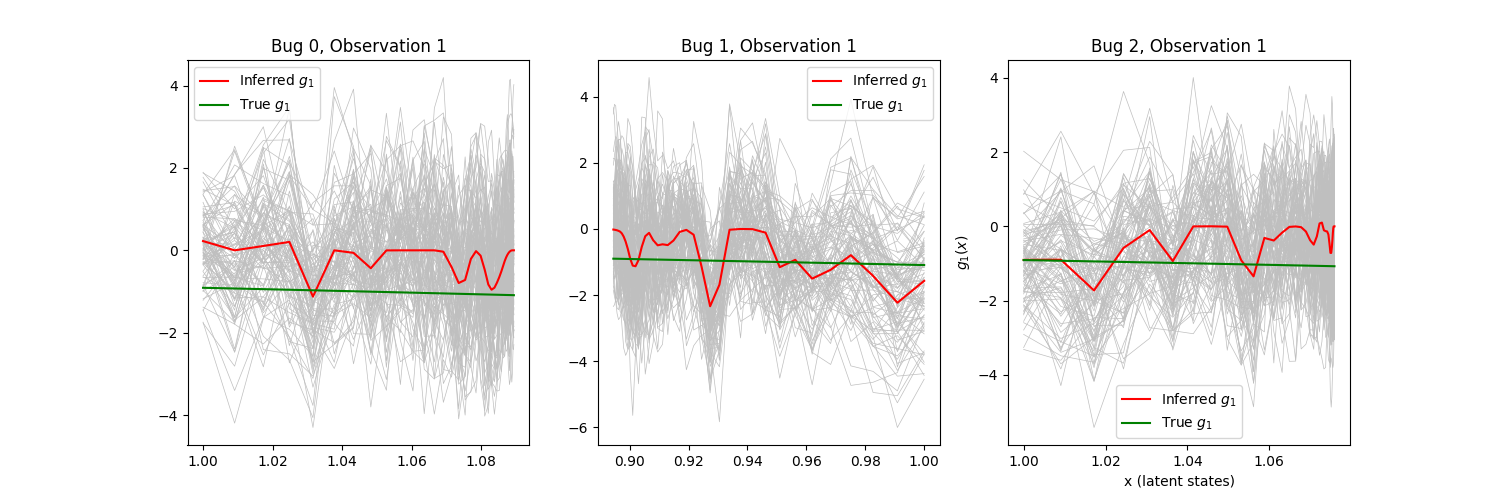 Bug 0, Observation 1
Inferred g₁
True g₁
4
2
0
−2
−4
1.00 1.02 1.04 1.06 1.08
Bug 1, Observation 1
Inferred g₁
True g₁
4
2
0
−2
−4
−6
0.90 0.92 0.94 0.96 0.98 1.00
Bug 2, Observation 1
g₁(x)
4
2
0
−2
−4
Inferred g₁
True g₁
1.00 1.02 1.04 1.06
x (latent states)